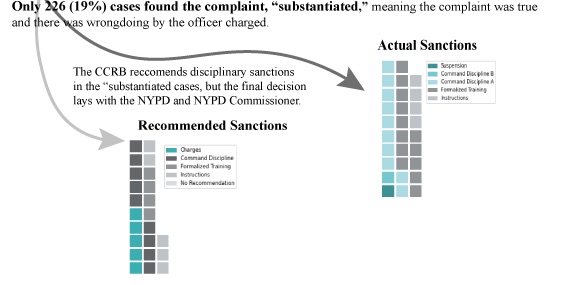 Only 226 (19%) cases found the complaint, “substantiated,” meaning the complaint was true
and there was wrongdoing by the officer charged.
Actual Sanctions
Suspension
Command Discipline B
Command Discipline A
Formalized Training
Instructions
The CCRB reccomends disciplinary sanctions
in the “substantiated cases, but the final decision
lays with the NYPD and NYPD Commissioner.
Recommended Sanctions
Charges
Command Discipline
Formalized Training
Instructions
No Recommendation